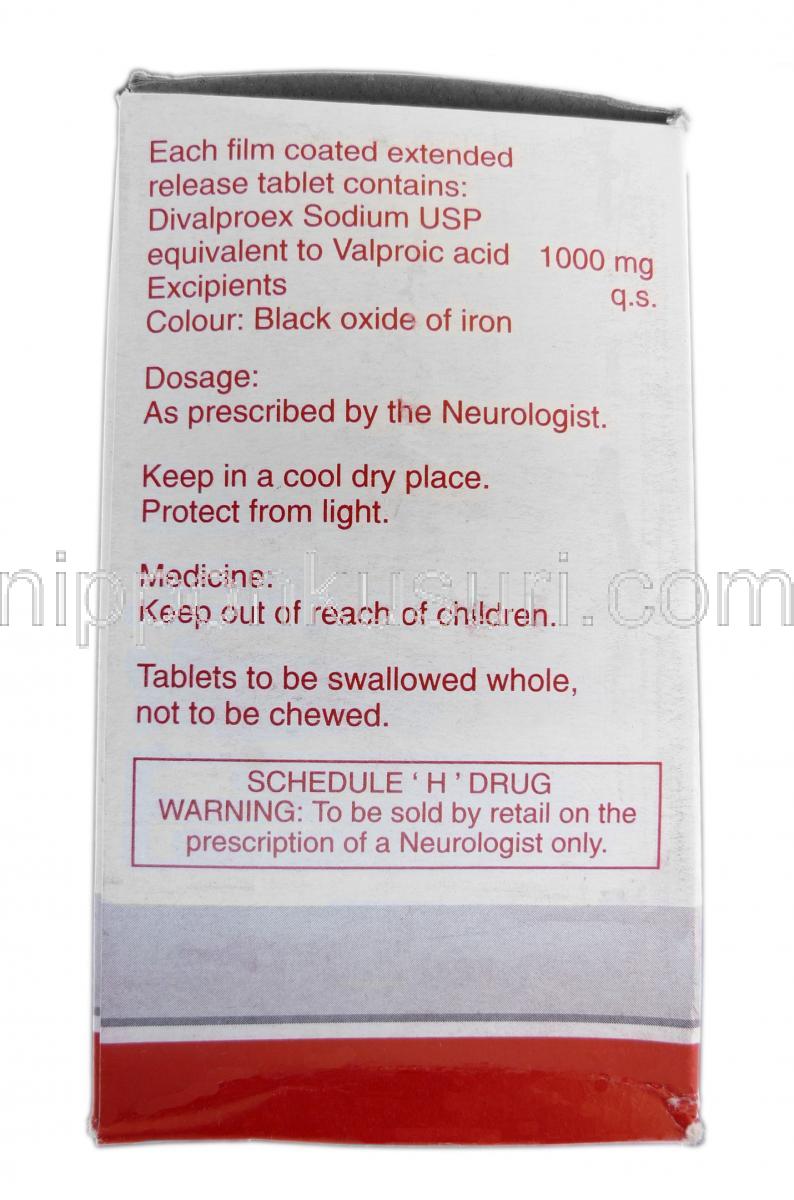 Each film coated extended
release tablet contains:
Divalproex Sodium USP
equivalent to Valproic acid 1000 mg
Excipients q.s.
Colour: Black oxide of iron
Dosage:
As prescribed by the Neurologist.
Keep in a cool dry place.
Protect from light.
Medicine:
Keep out of reach of children.
nipponkusuri.com
Tablets to be swallowed whole,
not to be chewed.
SCHEDULE ' H ' DRUG
WARNING: To be sold by retail on the
prescription of a Neurologist only.